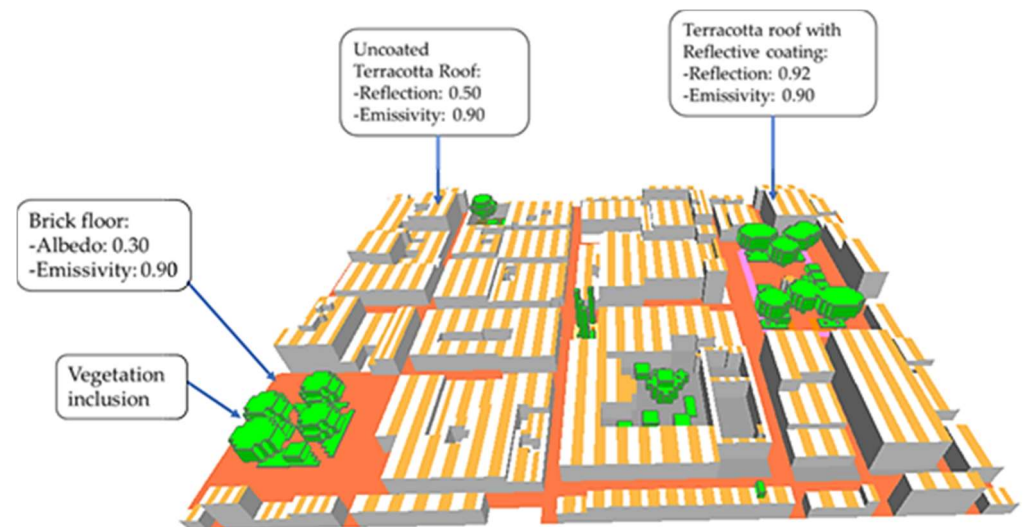 Uncoated
Terracotta Roof:
-Reflection: 0.50
-Emissivity: 0.90
Terracotta roof with
Reflective coating:
-Reflection: 0.92
-Emissivity: 0.90
Brick floor:
-Albedo: 0.30
-Emissivity: 0.90
Vegetation
inclusion